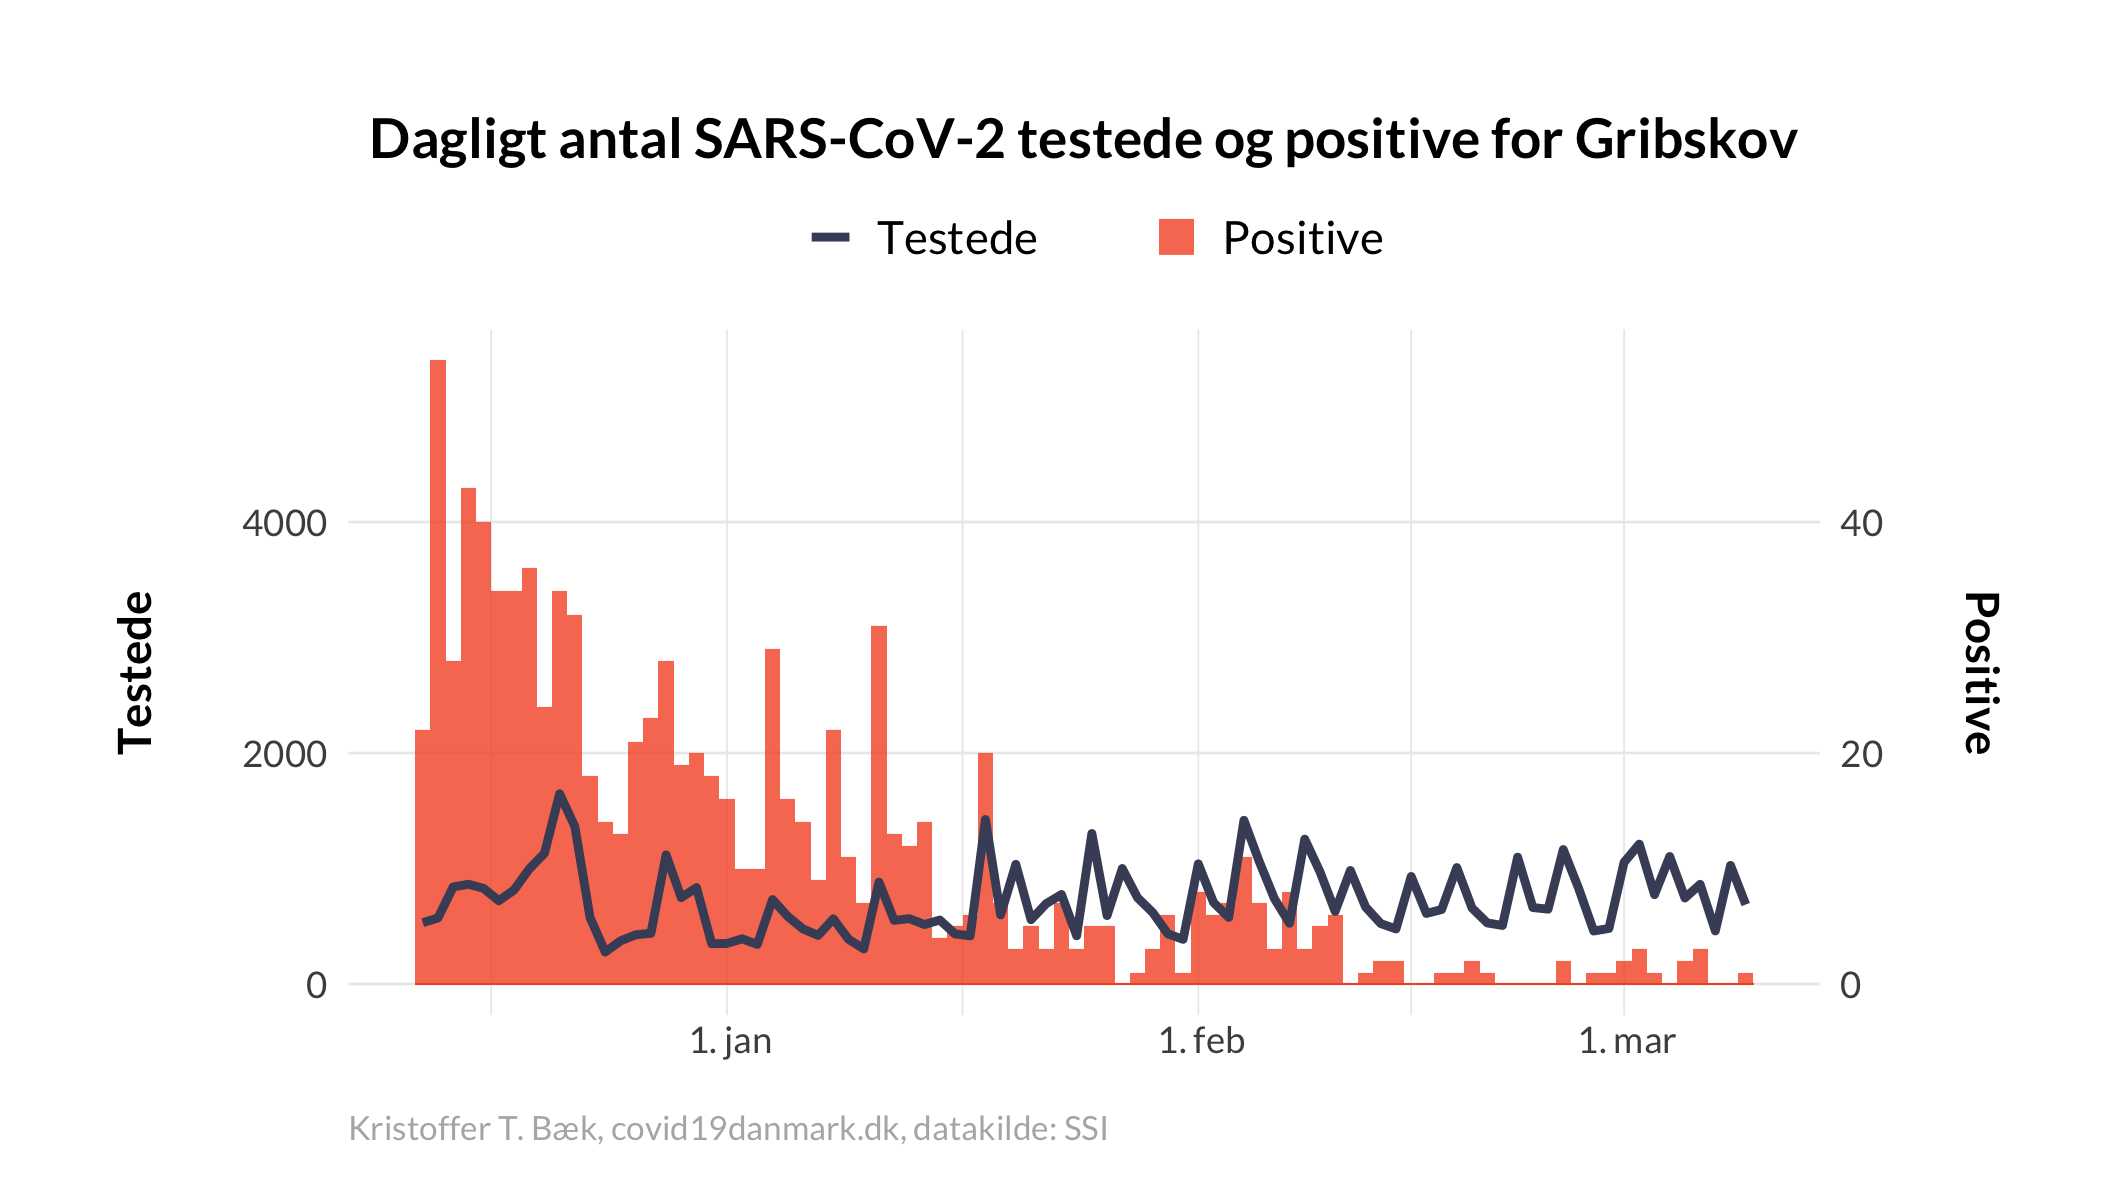 Dagligt antal SARS-CoV-2 testede og positive for Gribskov
Testede
Positive
4000
2000
0
Testede
40
20
0
Positive
1. jan
1. feb
1. mar
Kristoffer T. Bæk, covid19danmark.dk, datakilde: SSI